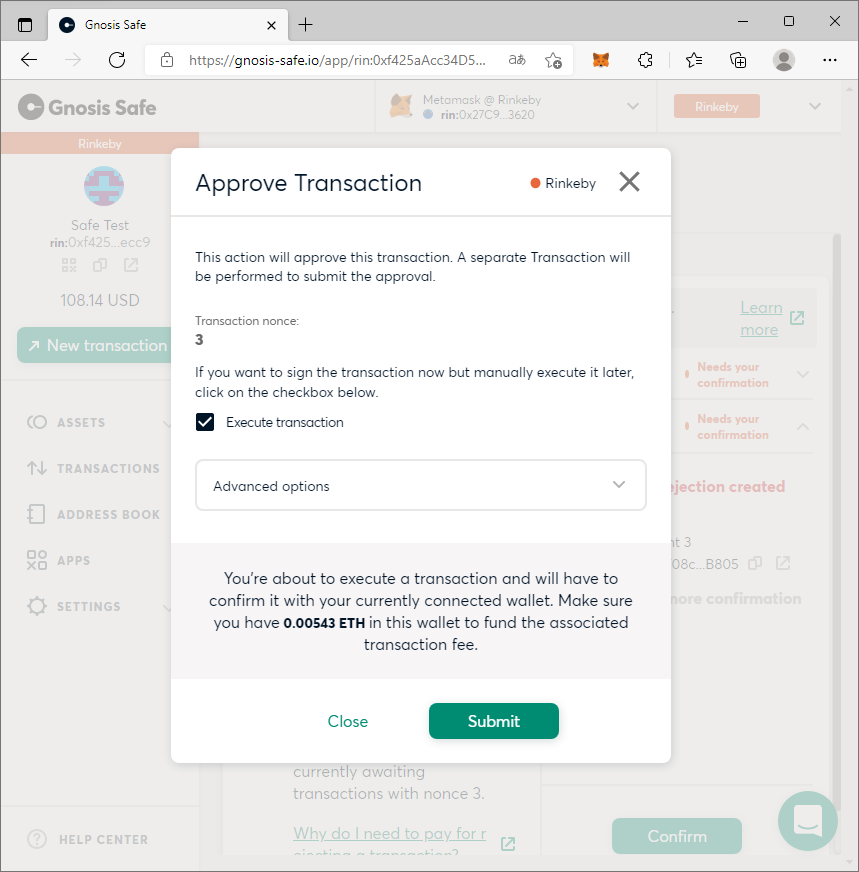 Gnosis Safe
https://gnosis-safe.io/app/rin:0xf425aAcc34D5...
aあ
Gnosis Safe
Metamask @ Rinkeby
rin:0x27C9...3620
Rinkeby
Rinkeby
Safe Test
rin:0xf425...ecc9
108.14 USD
New transaction
ASSETS
TRANSACTIONS
ADDRESS BOOK
APPS
SETTINGS
HELP CENTER
Approve Transaction
Rinkeby
This action will approve this transaction. A separate Transaction will
be performed to submit the approval.
Transaction nonce:
3
If you want to sign the transaction now but manually execute it later,
click on the checkbox below.
Execute transaction
Advanced options
You're about to execute a transaction and will have to
confirm it with your currently connected wallet. Make sure
you have 0.00543 ETH in this wallet to fund the associated
transaction fee.
Close
Submit
Learn
more
Needs your
confirmation
Needs your
confirmation
ejection created
nt 3
08c...B805
more confirmation
currently awaiting
transactions with nonce 3.
Why do I need to pay for r
ejecting a transaction?
Confirm